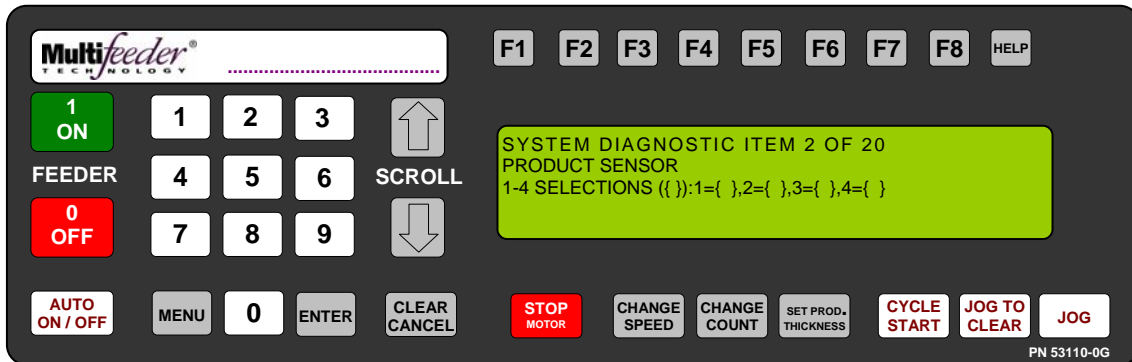 Multifeeder®
TECHNOLOGY
F1 F2 F3 F4 F5 F6 F7 F8 HELP
1
ON
FEEDER
0
OFF
1 2 3
4 5 6
7 8 9
SCROLL
SYSTEM DIAGNOSTIC ITEM 2 OF 20
PRODUCT SENSOR
1-4 SELECTIONS ({ }):1={ },2={ },3={ },4={ }
AUTO
ON / OFF
MENU
0
ENTER
CLEAR
CANCEL
STOP
MOTOR
CHANGE
SPEED
CHANGE
COUNT
SET PROD.
THICKNESS
CYCLE
START
JOG TO
CLEAR
JOG
PN 53110-0G